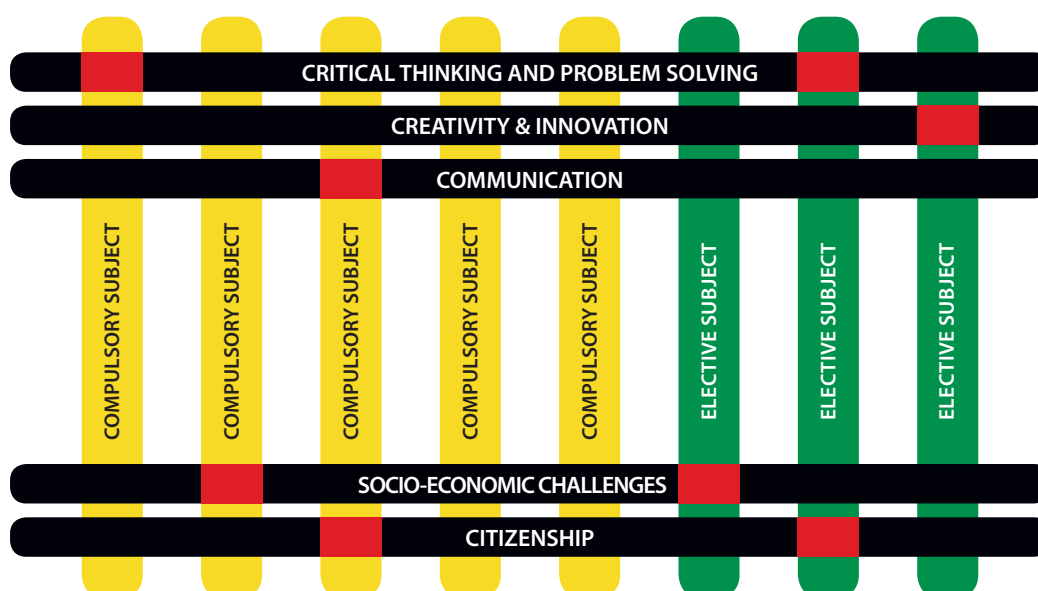 CRITICAL THINKING AND PROBLEM SOLVING
CREATIVITY & INNOVATION
COMMUNICATION
COMPULSORY SUBJECT
COMPULSORY SUBJECT
COMPULSORY SUBJECT
COMPULSORY SUBJECT
COMPULSORY SUBJECT
ELECTIVE SUBJECT
ELECTIVE SUBJECT
ELECTIVE SUBJECT
SOCIO-ECONOMIC CHALLENGES
CITIZENSHIP